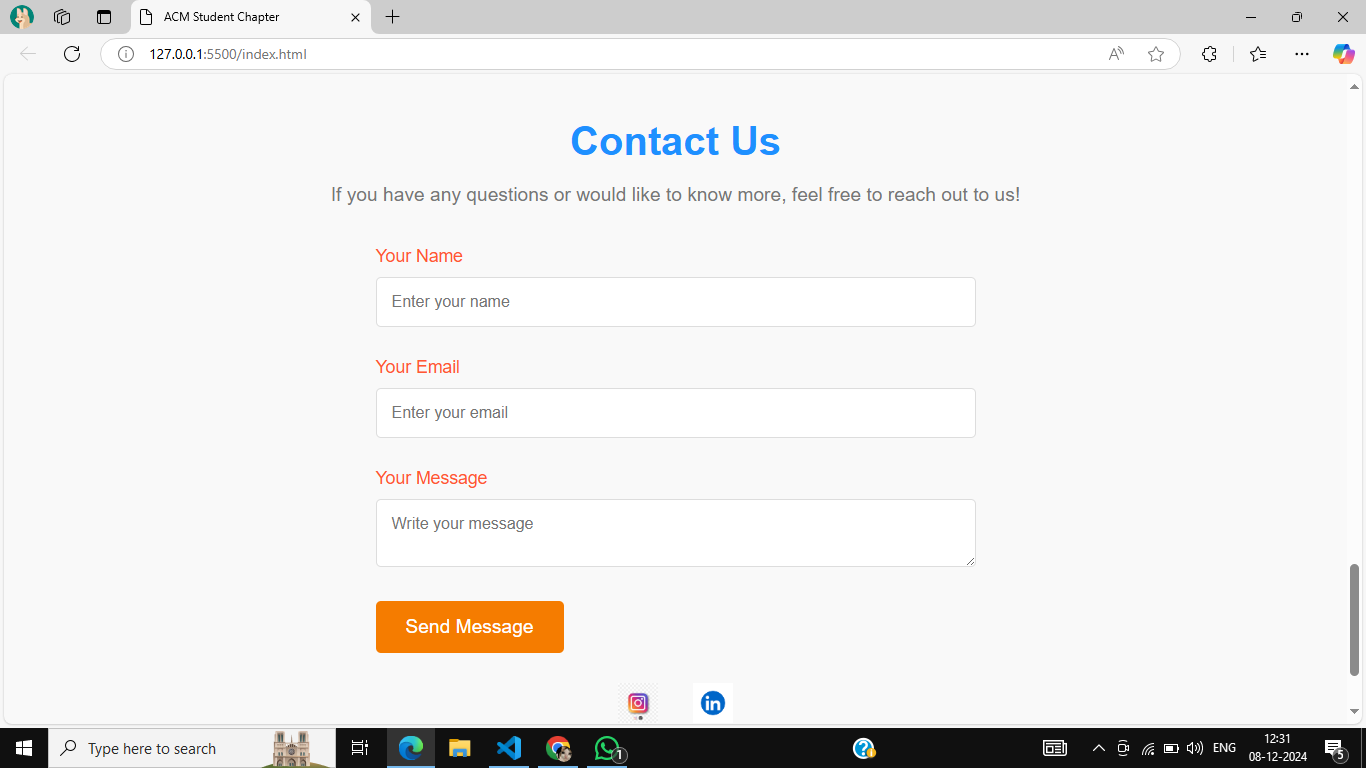 ACM Student Chapter
127.0.0.1:5500/index.html
Contact Us
If you have any questions or would like to know more, feel free to reach out to us!
Your Name
Enter your name
Your Email
Enter your email
Your Message
Write your message
Send Message
in
Type here to search
1
ENG
12:31
08-12-2024
5